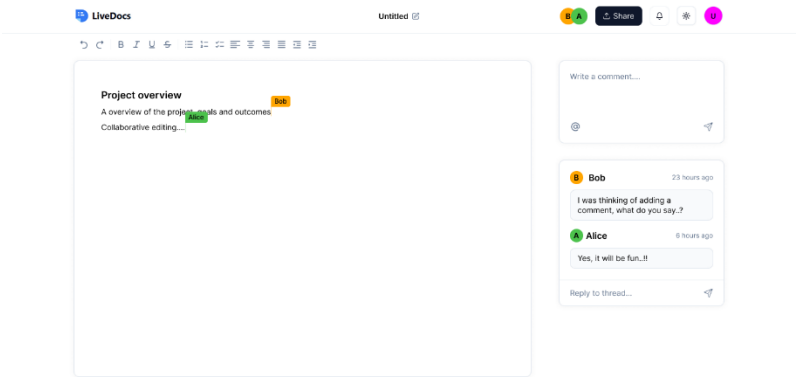 LiveDocs
Untitled
B A
Share
U
B I U S
Project overview
Bob
A overview of the project, goals and outcomes
Alice
Collaborative editing....
Write a comment....
@
B Bob 23 hours ago
I was thinking of adding a
comment, what do you say..?
A Alice 6 hours ago
Yes, it will be fun..!!
Reply to thread...